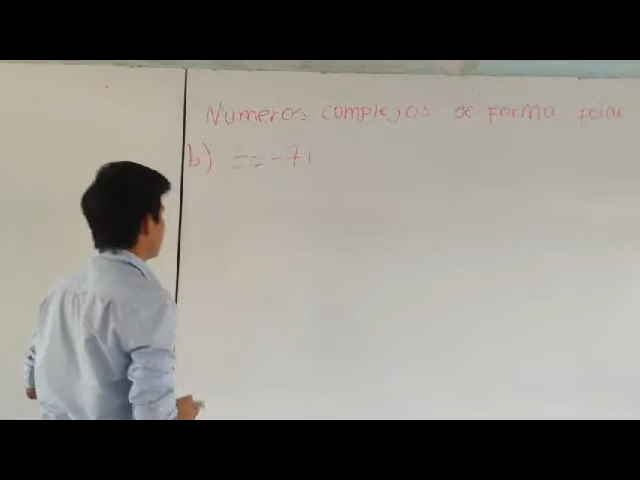 Numeros complejos de forma polar
b) z = -7i